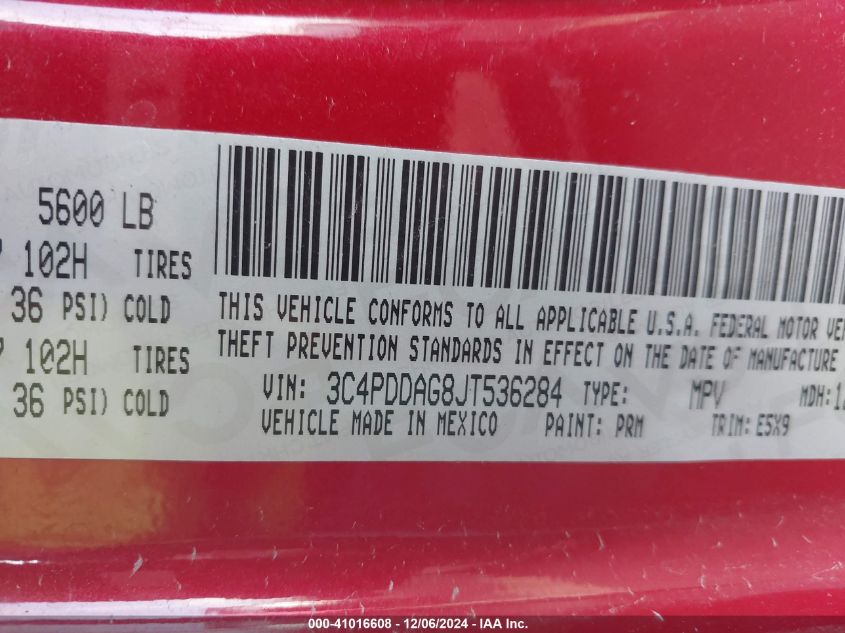 5600 LB
102H TIRES
36 PSI) COLD
102H TIRES
36 PSI) COLD
THIS VEHICLE CONFORMS TO ALL APPLICABLE U.S.A. FEDERAL MOTOR
THEFT PREVENTION STANDARDS IN EFFECT ON THE DATE OF MANUFACTURE
VIN: 3C4PDDAG8JT536284 TYPE: MPV MDH:
VEHICLE MADE IN MEXICO PAINT: PRM TRIM: E5X9
000-41016608 - 12/06/2024 - IAA Inc.